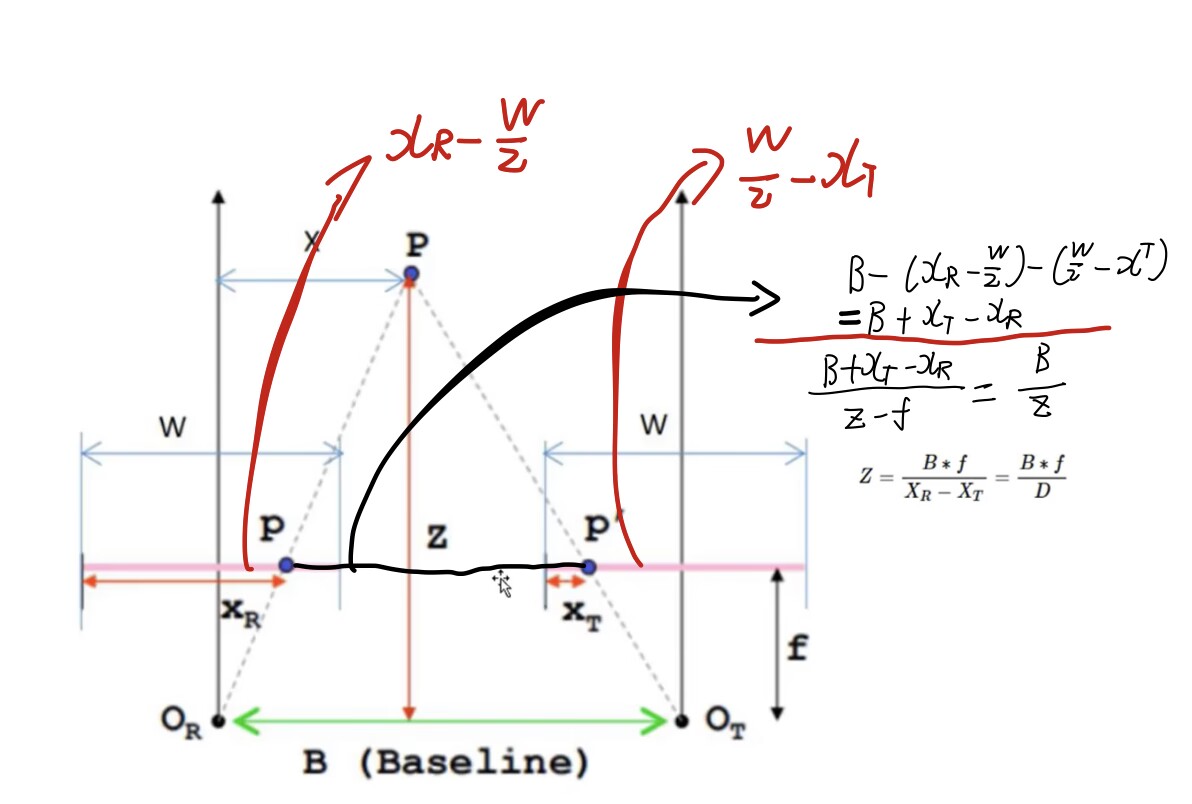 xR - W/2
W/2 - xT
X
P
B - (xR - W/2) - (W/2 - xT)
= B + xT - xR
(B + xT - xR)/(Z - f) = B/Z
W
W
Z = (B * f)/(XR − XT) = (B * f)/D
p
Z
p'
xR
xT
f
OR
OT
B (Baseline)